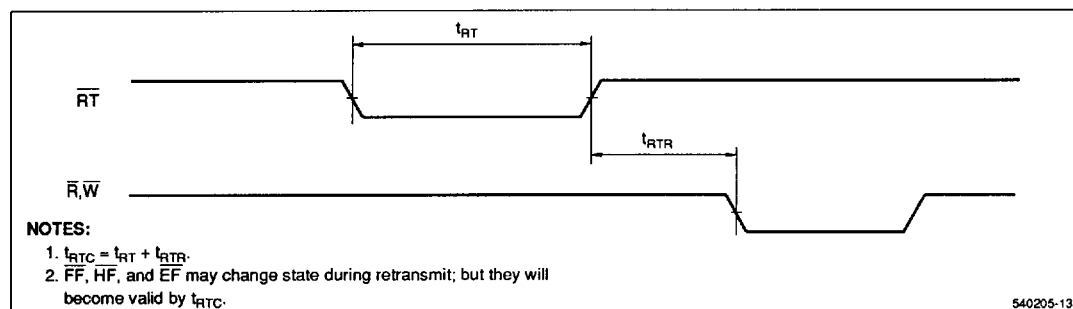 tRT
RT
tRTR
R,W
NOTES:
1. tRTC = tRT + tRTR.
2. FF, HF, and EF may change state during retransmit; but they will
become valid by tRTC.
540205-13